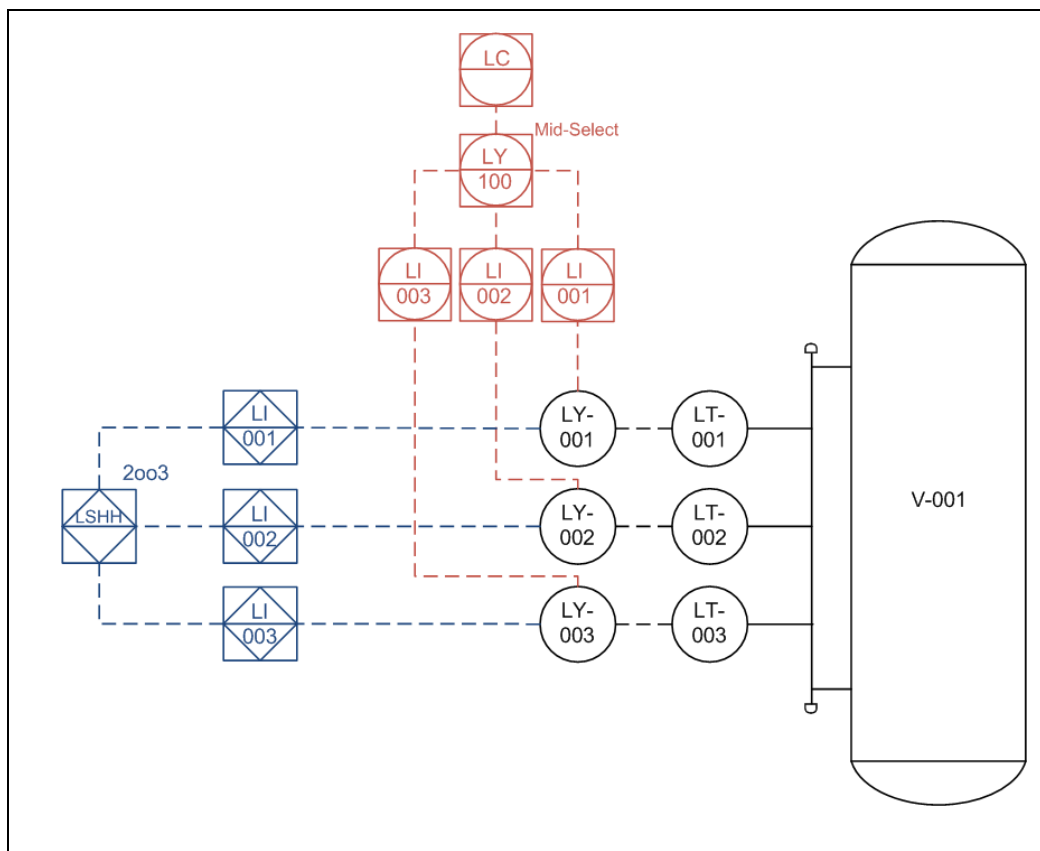 LC
Mid-Select
LY
100
LI
003
LI
002
LI
001
LI
001
LY-
001
LT-
001
2oo3
LSHH
LI
002
LY-
002
LT-
002
V-001
LI
003
LY-
003
LT-
003